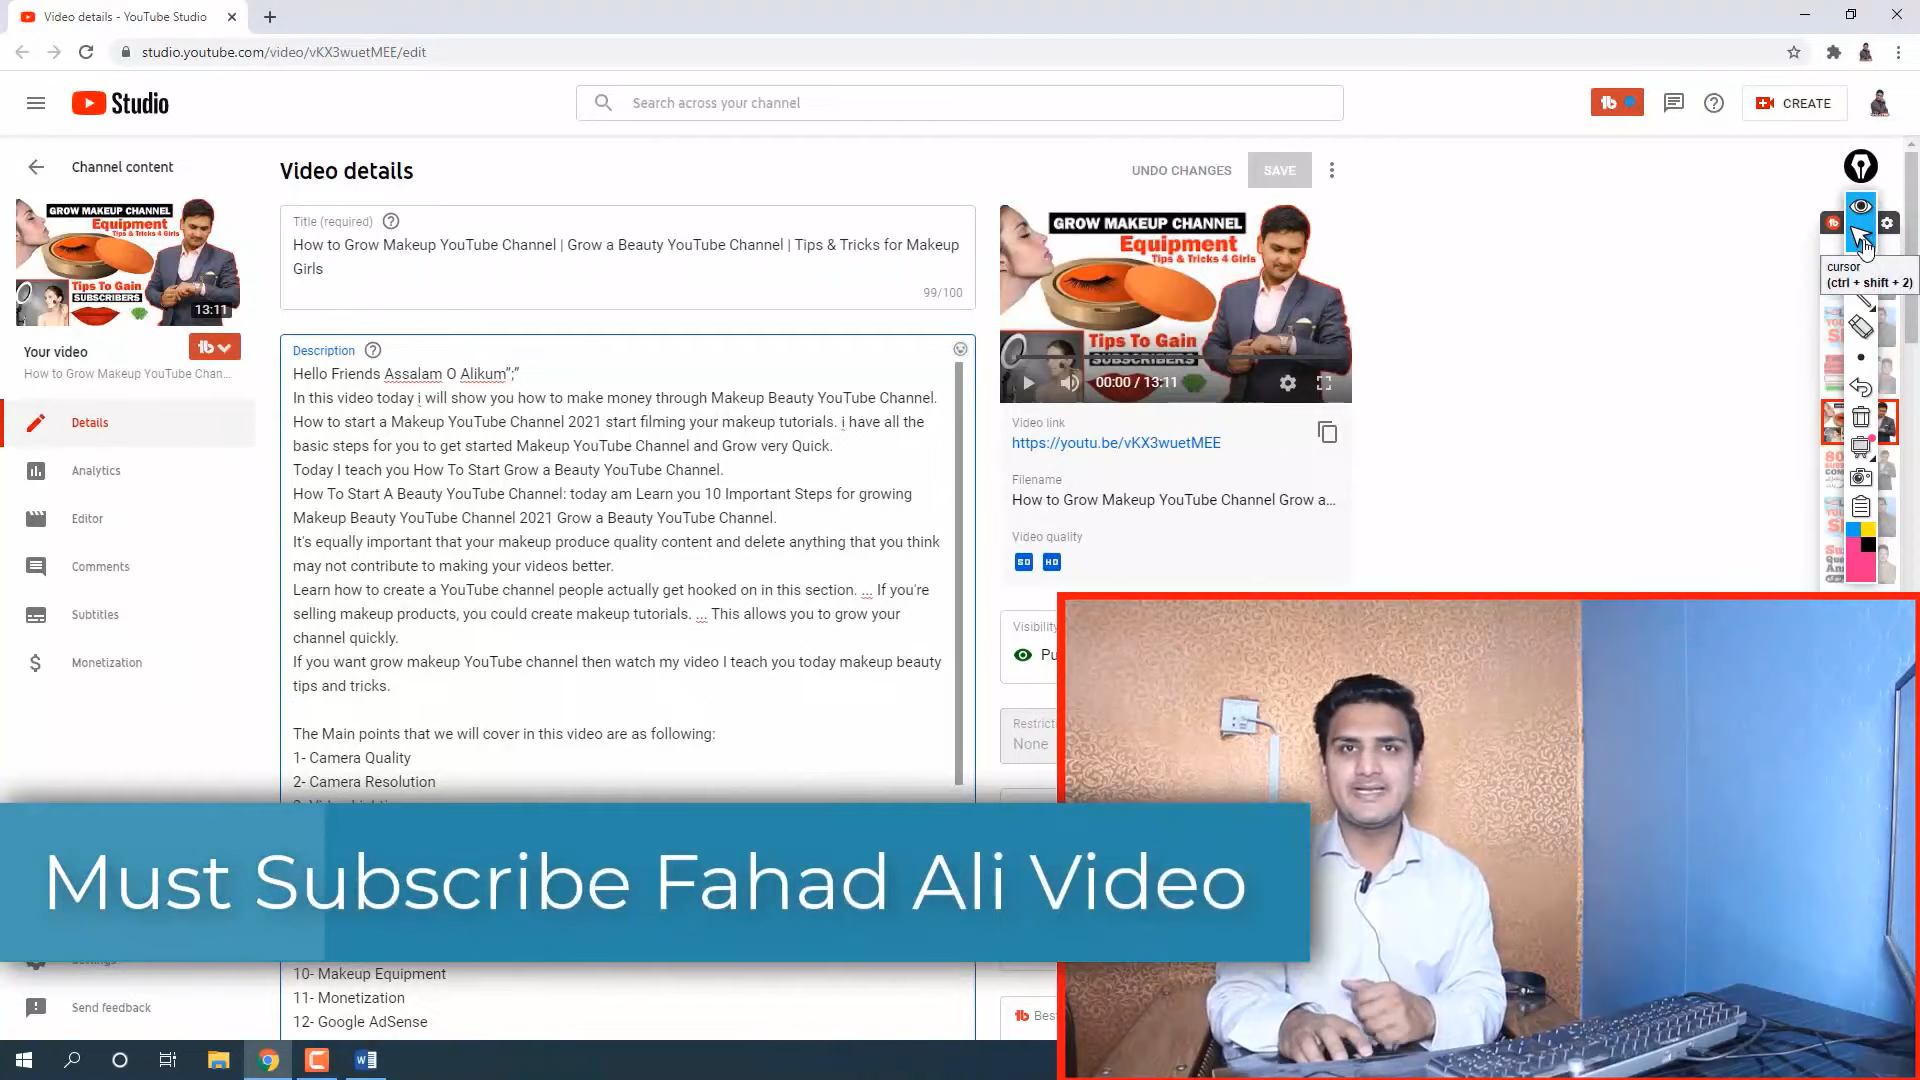 Video details - YouTube Studio
studio.youtube.com/video/vKX3wuetMEE/edit
Studio
Search across your channel
CREATE
Channel content
Video details
UNDO CHANGES
SAVE
GROW MAKEUP CHANNEL
Equipment
Tips & Tricks 4 Girls
Tips To Gain
SUBSCRIBERS
13:11
Your video
How to Grow Makeup YouTube Chan...
Details
Analytics
Editor
Comments
Subtitles
Monetization
Send feedback
Title (required)
How to Grow Makeup YouTube Channel | Grow a Beauty YouTube Channel | Tips & Tricks for Makeup
Girls
99/100
Description
Hello Friends Assalam O Alikum";"
In this video today i will show you how to make money through Makeup Beauty YouTube Channel.
How to start a Makeup YouTube Channel 2021 start filming your makeup tutorials. i have all the
basic steps for you to get started Makeup YouTube Channel and Grow very Quick.
Today I teach you How To Start Grow a Beauty YouTube Channel.
How To Start A Beauty YouTube Channel: today am Learn you 10 Important Steps for growing
Makeup Beauty YouTube Channel 2021 Grow a Beauty YouTube Channel.
It's equally important that your makeup produce quality content and delete anything that you think
may not contribute to making your videos better.
Learn how to create a YouTube channel people actually get hooked on in this section. ... If you're
selling makeup products, you could create makeup tutorials. ... This allows you to grow your
channel quickly.
If you want grow makeup YouTube channel then watch my video I teach you today makeup beauty
tips and tricks.
The Main points that we will cover in this video are as following:
1- Camera Quality
2- Camera Resolution
10- Makeup Equipment
11- Monetization
12- Google AdSense
GROW MAKEUP CHANNEL
Equipment
Tips & Tricks 4 Girls
Tips To Gain
SUBSCRIBERS
00:00 / 13:11
Video link
https://youtu.be/vKX3wuetMEE
Filename
How to Grow Makeup YouTube Channel Grow a...
Video quality
SD HD
Visibility
Pu
Restricti
None
Bes
cursor
(ctrl + shift + 2)
Must Subscribe Fahad Ali Video